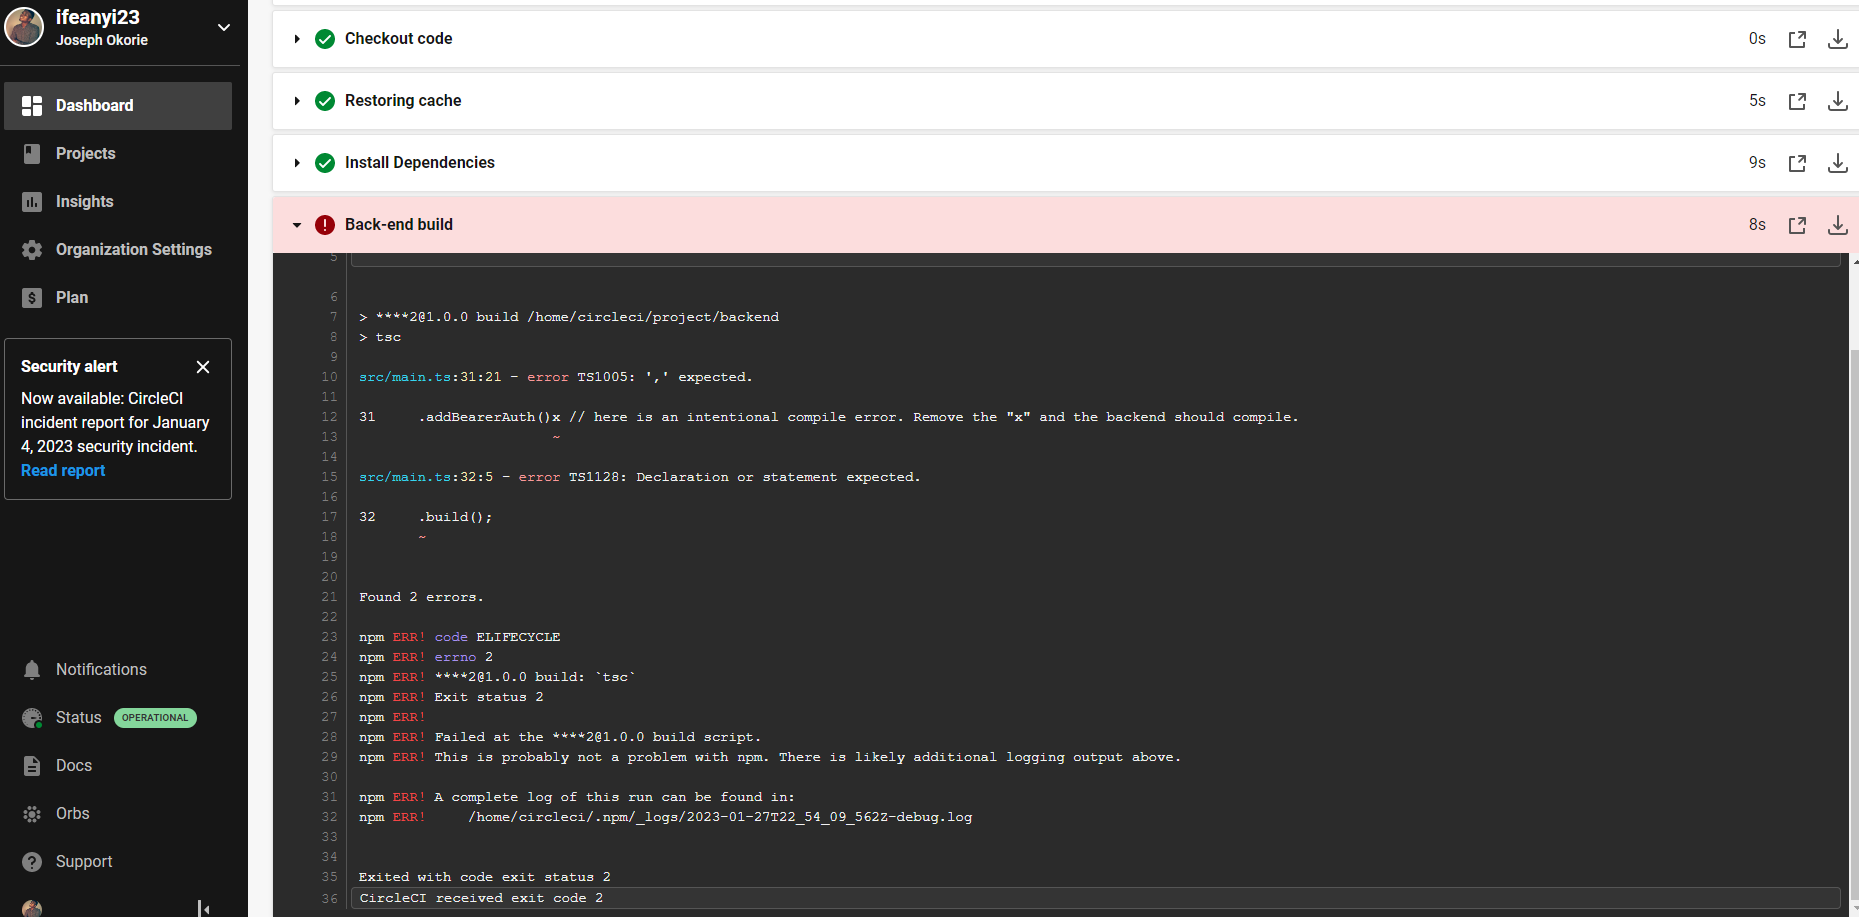 ifeanyi23
Joseph Okorie
Dashboard
Projects
Insights
Organization Settings
Plan
Security alert
Now available: CircleCI
incident report for January
4, 2023 security incident.
Read report
Notifications
Status OPERATIONAL
Docs
Orbs
Support
Checkout code 0s
Restoring cache 5s
Install Dependencies 9s
Back-end build 8s
5
6
7 > ****2@1.0.0 build /home/circleci/project/backend
8 > tsc
9
10 src/main.ts:31:21 - error TS1005: ',' expected.
11
12 31 .addBearerAuth()x // here is an intentional compile error. Remove the "x" and the backend should compile.
13 ~
14
15 src/main.ts:32:5 - error TS1128: Declaration or statement expected.
16
17 32 .build();
18 ~
19
20
21 Found 2 errors.
22
23 npm ERR! code ELIFECYCLE
24 npm ERR! errno 2
25 npm ERR! ****2@1.0.0 build: `tsc`
26 npm ERR! Exit status 2
27 npm ERR!
28 npm ERR! Failed at the ****2@1.0.0 build script.
29 npm ERR! This is probably not a problem with npm. There is likely additional logging output above.
30
31 npm ERR! A complete log of this run can be found in:
32 npm ERR! /home/circleci/.npm/_logs/2023-01-27T22_54_09_562Z-debug.log
33
34
35 Exited with code exit status 2
36 CircleCI received exit code 2